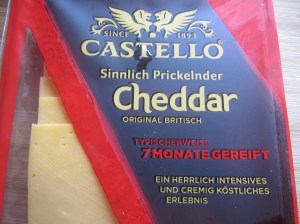 SINCE 1893
CASTELLO
Sinnlich Prickelnder
Cheddar
ORIGINAL BRITISCH
TYPISCHERWEISE
7 MONATE GEREIFT
EIN HERRLICH INTENSIVES
UND CREMIG KÖSTLICHES
ERLEBNIS